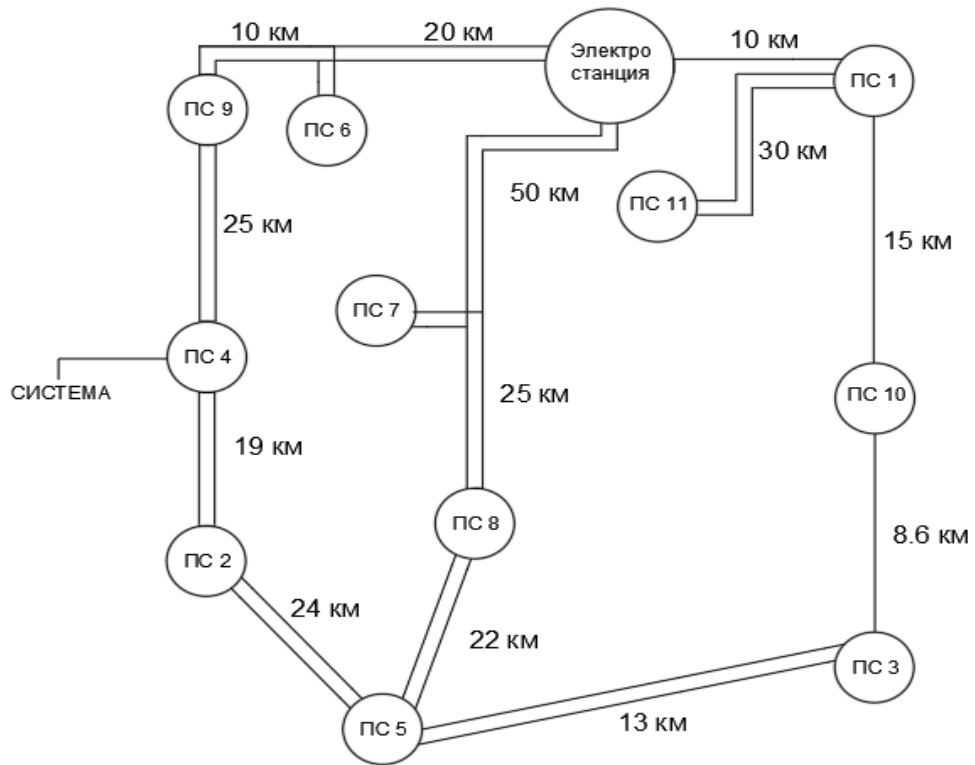 10 км
20 км
Электро
станция
10 км
ПС 9
ПС 6
ПС 1
30 км
50 км
ПС 11
25 км
15 км
ПС 7
ПС 4
СИСТЕМА
25 км
ПС 10
19 км
ПС 8
8.6 км
ПС 2
24 км
22 км
ПС 3
ПС 5
13 км